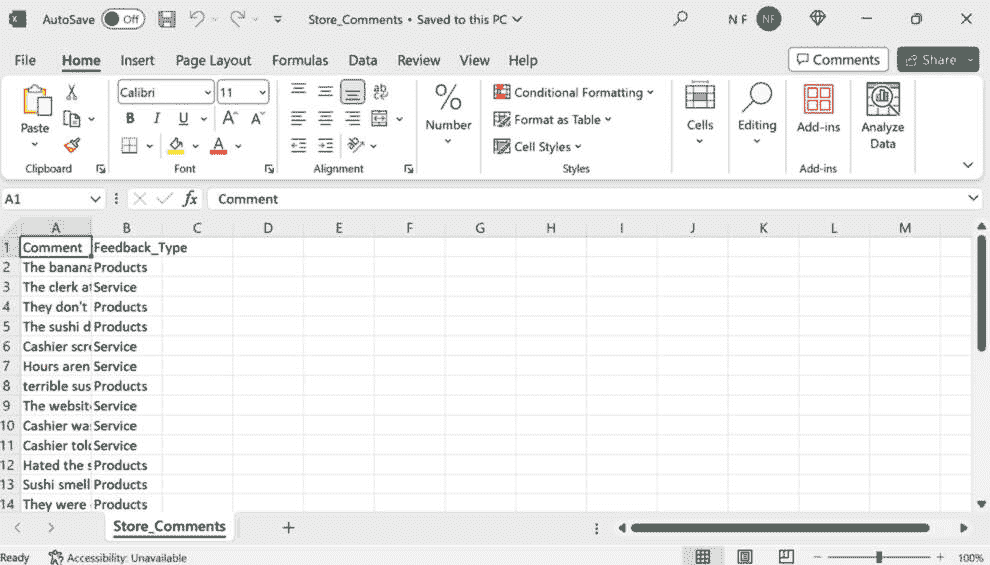 AutoSave Off Store_Comments • Saved to this PC N F NF
File Home Insert Page Layout Formulas Data Review View Help Comments Share
Calibri 11 ab Conditional Formatting
Paste B I U A A Number Format as Table Cells Editing Add-ins Analyze Data
A Cell Styles
Clipboard Font Alignment Styles Add-ins
A1 fx Comment
A B C D E F G H I J K L M
1 Comment Feedback_Type
2 The banana Products
3 The clerk at Service
4 They don't Products
5 The sushi d Products
6 Cashier scre Service
7 Hours aren Service
8 terrible sus Products
9 The website Service
10 Cashier wa Service
11 Cashier told Service
12 Hated the s Products
13 Sushi smell Products
14 They were Products
Store_Comments
Ready Accessibility: Unavailable 100%